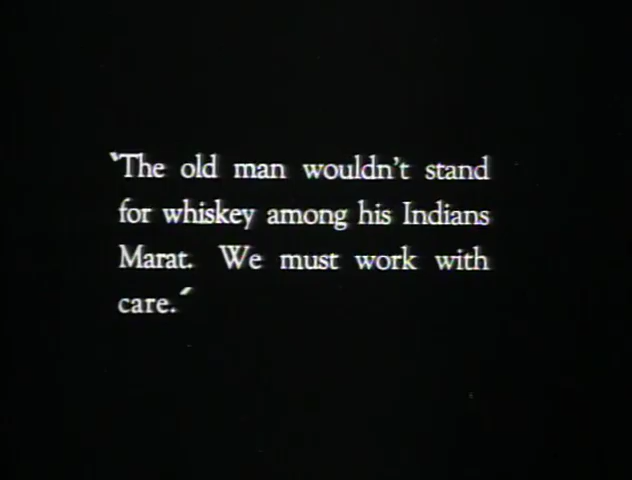 ‘The old man wouldn't stand
for whiskey among his Indians
Marat. We must work with
care.’